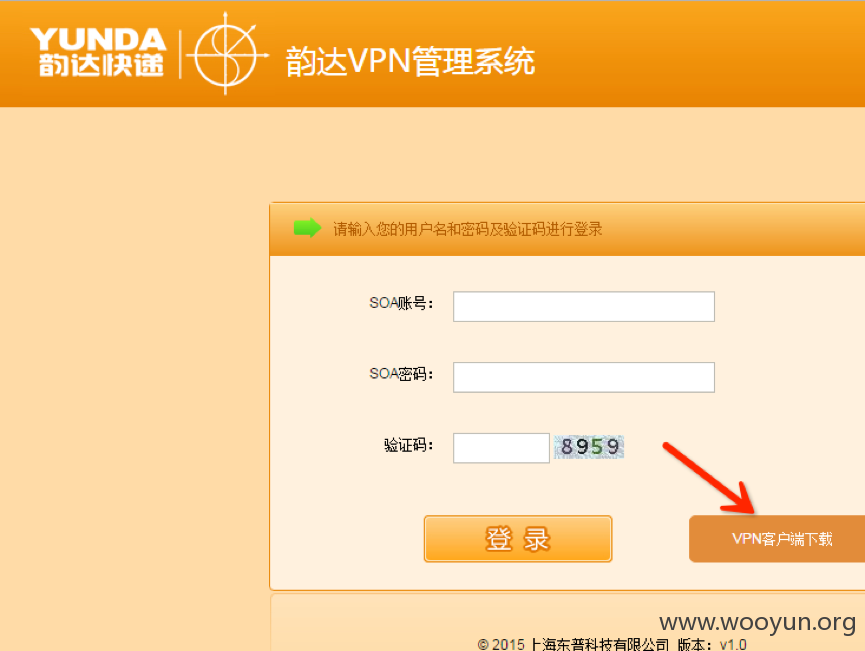 YUNDA
韵达快递
韵达VPN管理系统
请输入您的用户名和密码及验证码进行登录
SOA账号：
SOA密码：
验证码：
8959
登 录
VPN客户端下载
www.wooyun.org
© 2015 上海东普科技有限公司 版本：v1.0